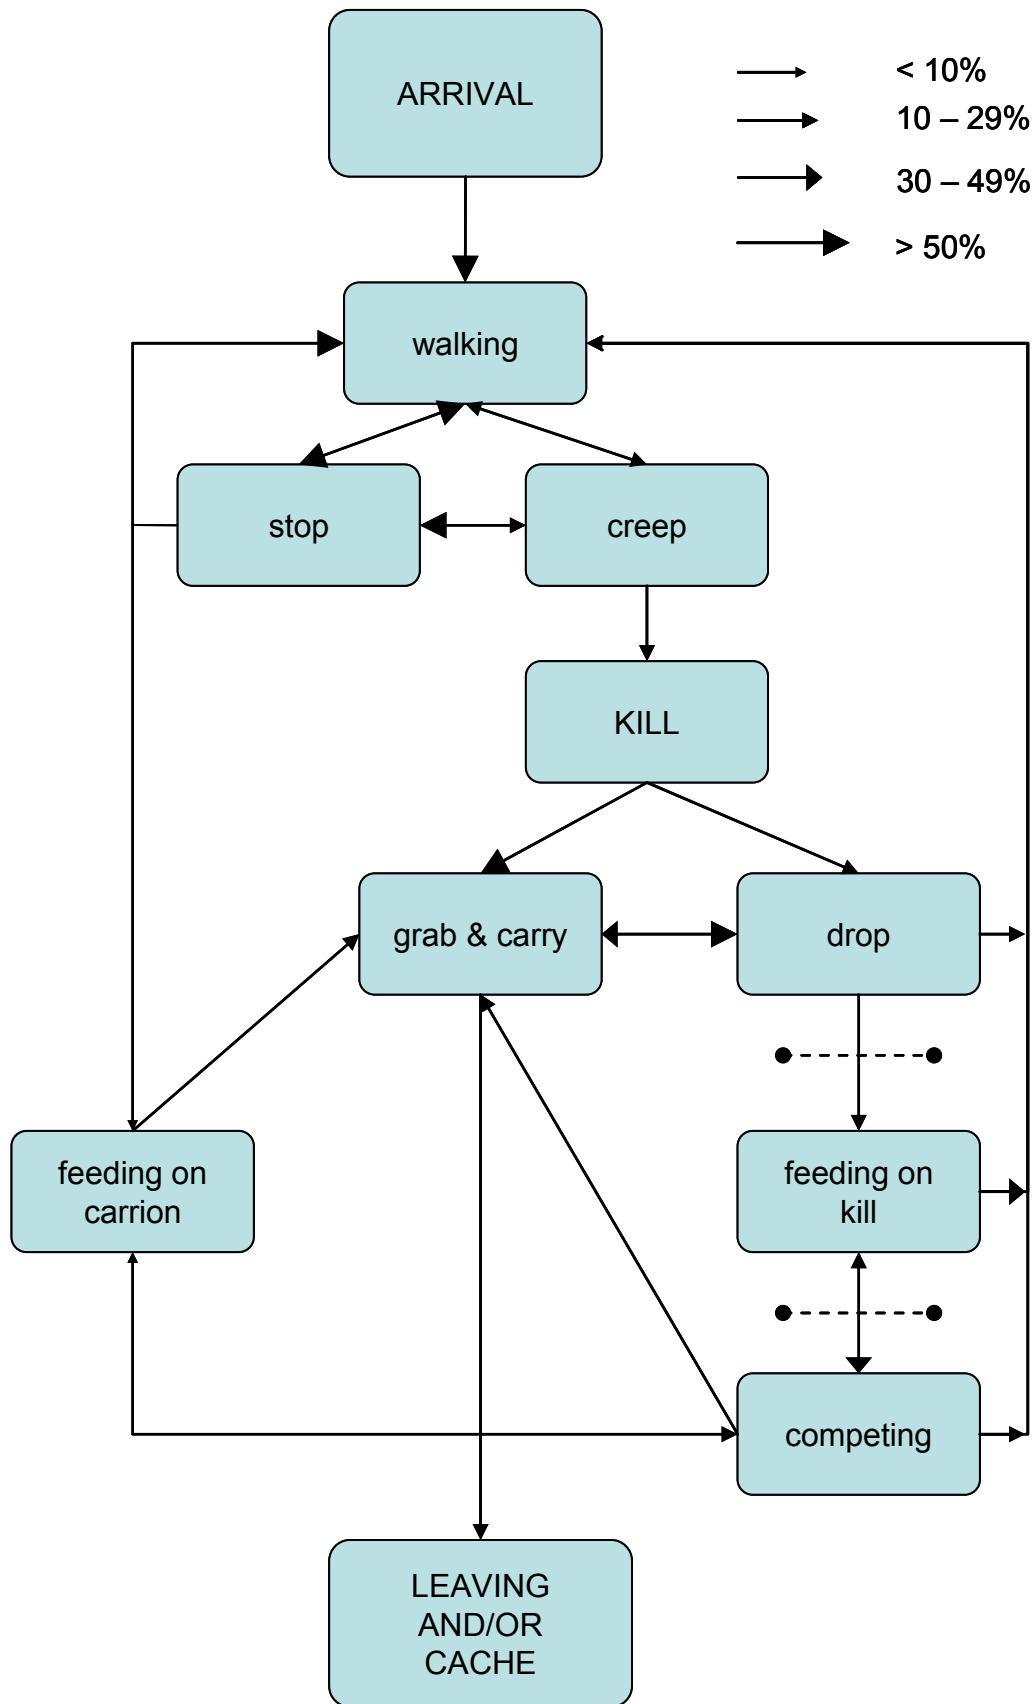 ARRIVAL
< 10%
10 – 29%
30 – 49%
> 50%
walking
stop
creep
KILL
grab & carry
drop
feeding on
carrion
feeding on
kill
competing
LEAVING
AND/OR
CACHE